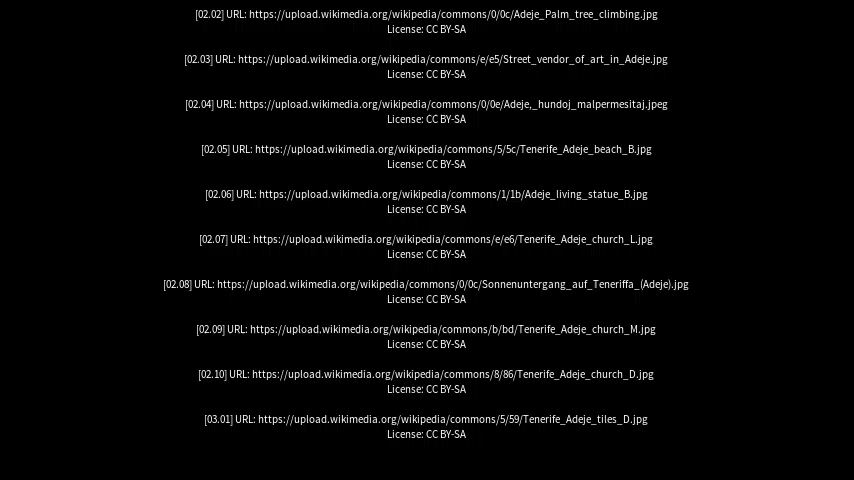 [02.02] URL: https://upload.wikimedia.org/wikipedia/commons/0/0c/Adeje_Palm_tree_climbing.jpg
License: CC BY-SA
[02.03] URL: https://upload.wikimedia.org/wikipedia/commons/e/e5/Street_vendor_of_art_in_Adeje.jpg
License: CC BY-SA
[02.04] URL: https://upload.wikimedia.org/wikipedia/commons/0/0e/Adeje,_hundoj_malpermesitaj.jpeg
License: CC BY-SA
[02.05] URL: https://upload.wikimedia.org/wikipedia/commons/5/5c/Tenerife_Adeje_beach_B.jpg
License: CC BY-SA
[02.06] URL: https://upload.wikimedia.org/wikipedia/commons/1/1b/Adeje_living_statue_B.jpg
License: CC BY-SA
[02.07] URL: https://upload.wikimedia.org/wikipedia/commons/e/e6/Tenerife_Adeje_church_L.jpg
License: CC BY-SA
[02.08] URL: https://upload.wikimedia.org/wikipedia/commons/0/0c/Sonnenuntergang_auf_Teneriffa_(Adeje).jpg
License: CC BY-SA
[02.09] URL: https://upload.wikimedia.org/wikipedia/commons/b/bd/Tenerife_Adeje_church_M.jpg
License: CC BY-SA
[02.10] URL: https://upload.wikimedia.org/wikipedia/commons/8/86/Tenerife_Adeje_church_D.jpg
License: CC BY-SA
[03.01] URL: https://upload.wikimedia.org/wikipedia/commons/5/59/Tenerife_Adeje_tiles_D.jpg
License: CC BY-SA